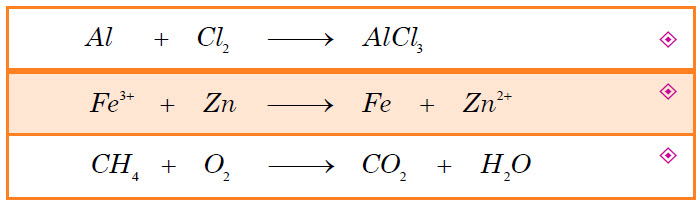 Al + Cl₂ ⟶ AlCl₃
Fe³⁺ + Zn ⟶ Fe + Zn²⁺
CH₄ + O₂ ⟶ CO₂ + H₂O